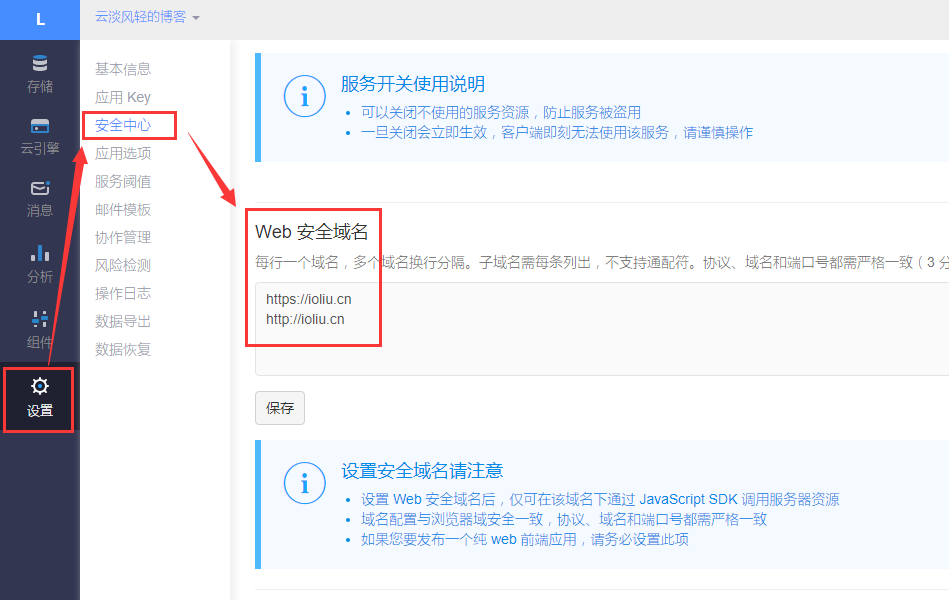 L
云淡风轻的博客
存储
云引擎
消息
分析
组件
设置
基本信息
应用 Key
安全中心
应用选项
服务阈值
邮件模板
协作管理
风险检测
操作日志
数据导出
数据恢复
服务开关使用说明
可以关闭不使用的服务资源，防止服务被盗用
一旦关闭会立即生效，客户端即刻无法使用该服务，请谨慎操作
Web 安全域名
每行一个域名，多个域名换行分隔。子域名需每条列出，不支持通配符。协议、域名和端口号都需严格一致（3 分
https://ioliu.cn
http://ioliu.cn
保存
设置安全域名请注意
设置 Web 安全域名后，仅可在该域名下通过 JavaScript SDK 调用服务器资源
域名配置与浏览器域安全一致，协议、域名和端口号都需严格一致
如果您要发布一个纯 web 前端应用，请务必设置此项